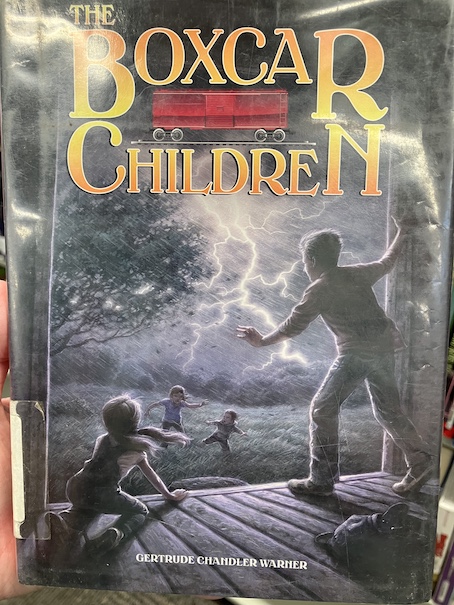 THE
BOXCAR
CHILDREN
GERTRUDE CHANDLER WARNER